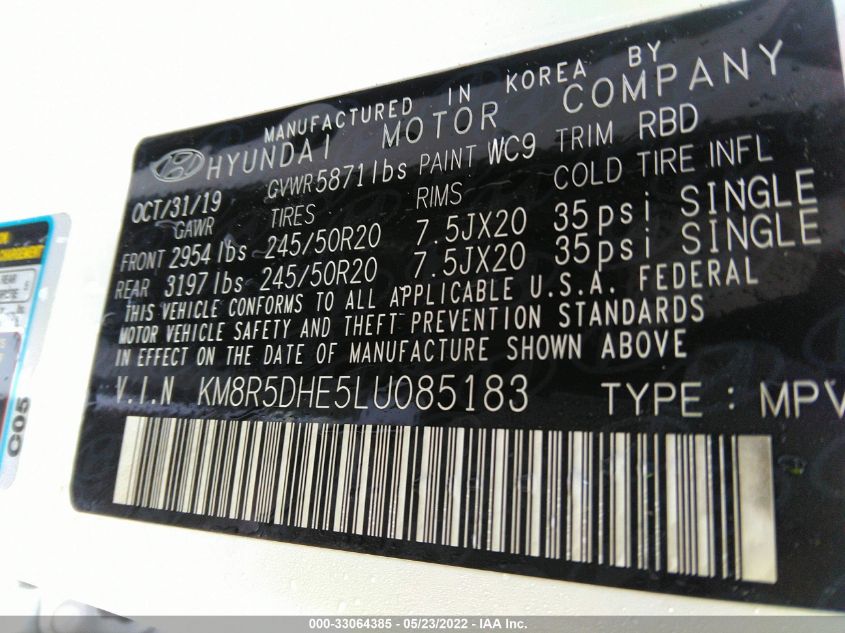 MANUFACTURED IN KOREA BY
HYUNDAI MOTOR COMPANY
OCT/31/19 GVWR 5871lbs PAINT WC9 TRIM RBD
GAWR TIRES RIMS COLD TIRE INFL
FRONT 2954 lbs 245/50R20 7.5JX20 35psi SINGLE
REAR 3197lbs 245/50R20 7.5JX20 35psi SINGLE
THIS VEHICLE CONFORMS TO ALL APPLICABLE U.S.A. FEDERAL
MOTOR VEHICLE SAFETY AND THEFT PREVENTION STANDARDS
IN EFFECT ON THE DATE OF MANUFACTURE SHOWN ABOVE
V.I.N KM8R5DHE5LU085183 TYPE : MPV
C05
000-33064385 - 05/23/2022 - IAA Inc.